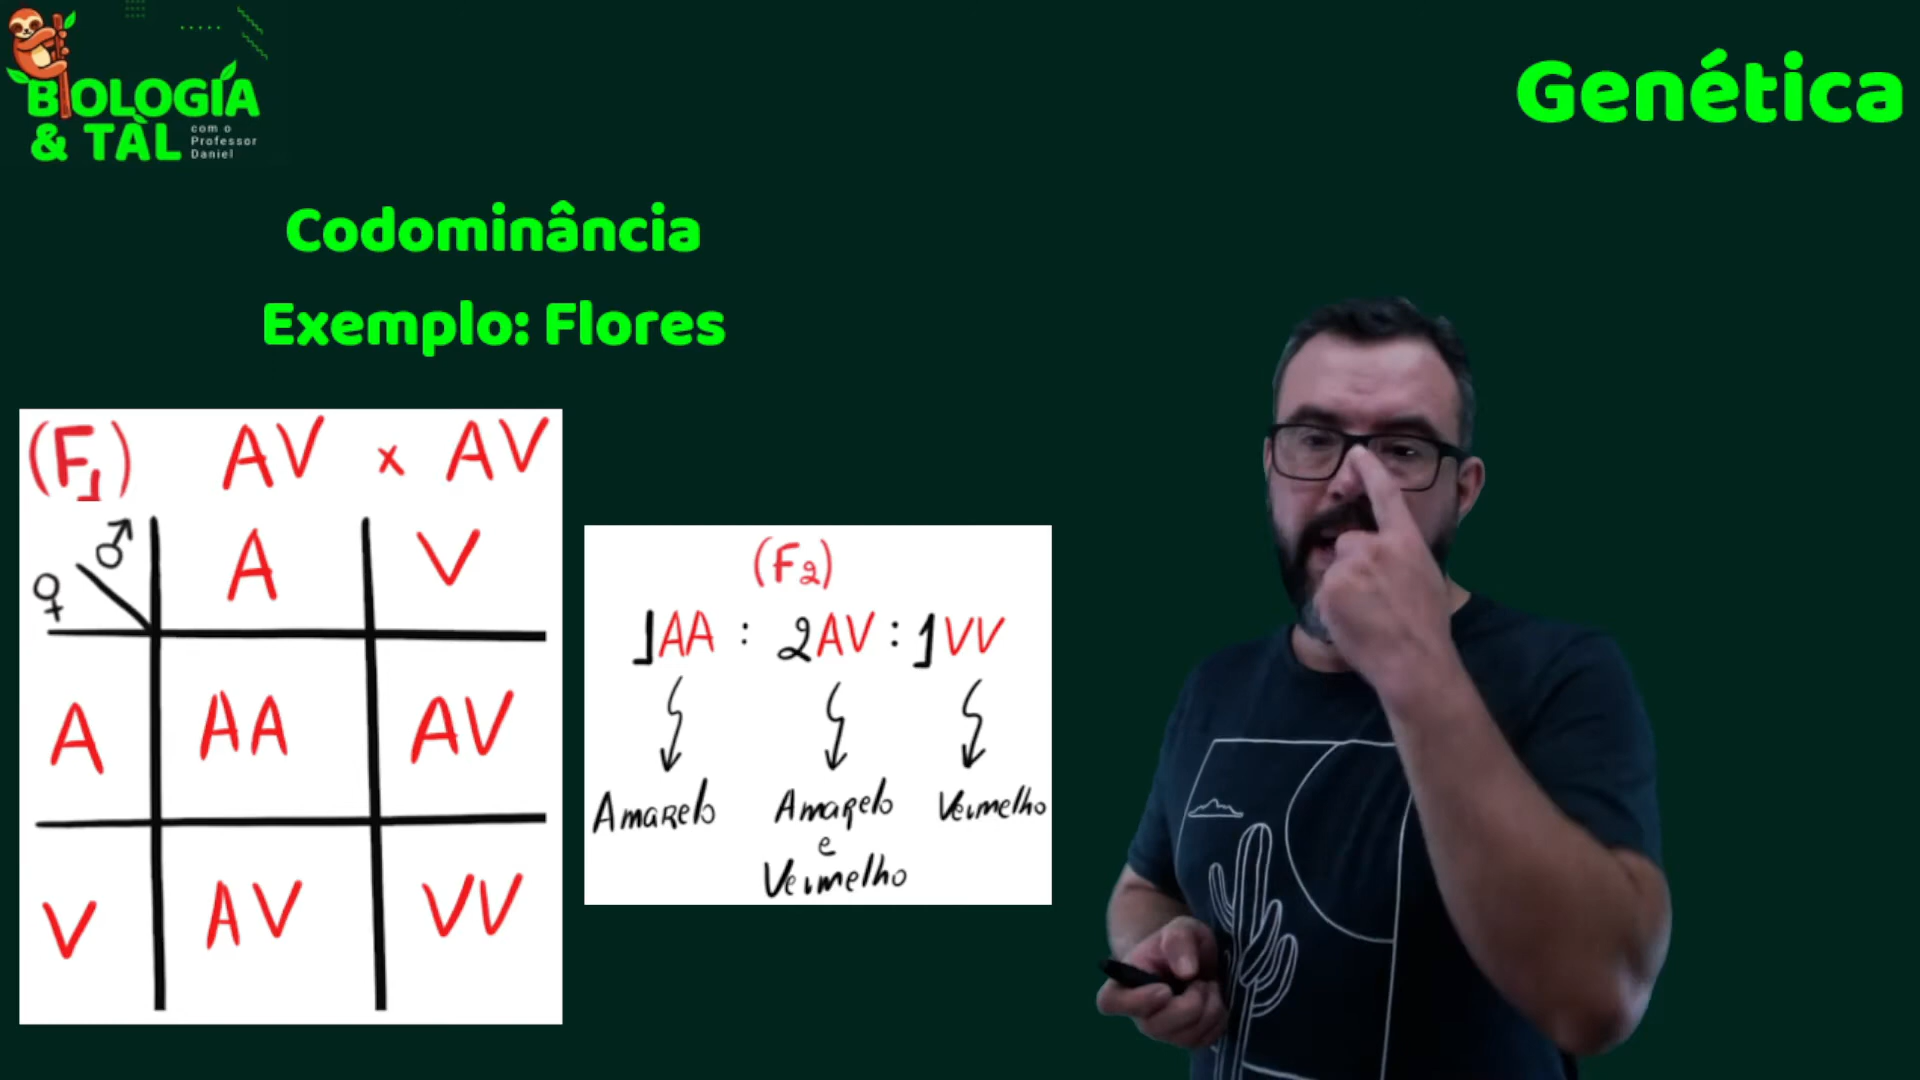 BIOLOGIA
& TAL
com o
Professor
Daniel
Genética
Codominância
Exemplo: Flores
(F1) AV x AV
♀ ♂ A V
A AA AV
V AV VV
(F2)
1AA : 2AV : 1VV
Amarelo Amarelo e Vermelho Vermelho